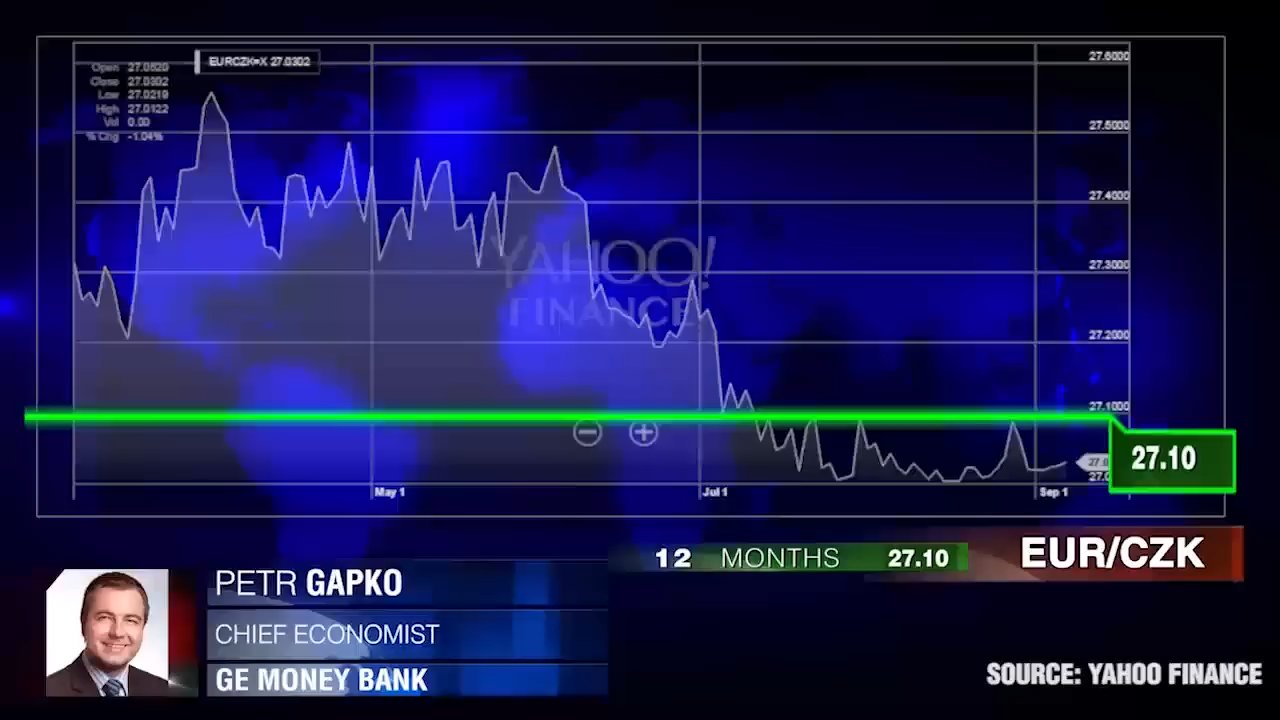 EURCZK=X 27.0302
Open 27.0620
Close 27.0302
Low 27.0219
High 27.0122
Vol 0.00
% Chg -1.04%
27.6000
27.5000
27.4000
27.3000
27.2000
27.1000
YAHOO!
FINANCE
27.10
May 1
Jul 1
Sep 1
12 MONTHS 27.10
EUR/CZK
PETR GAPKO
CHIEF ECONOMIST
GE MONEY BANK
SOURCE: YAHOO FINANCE